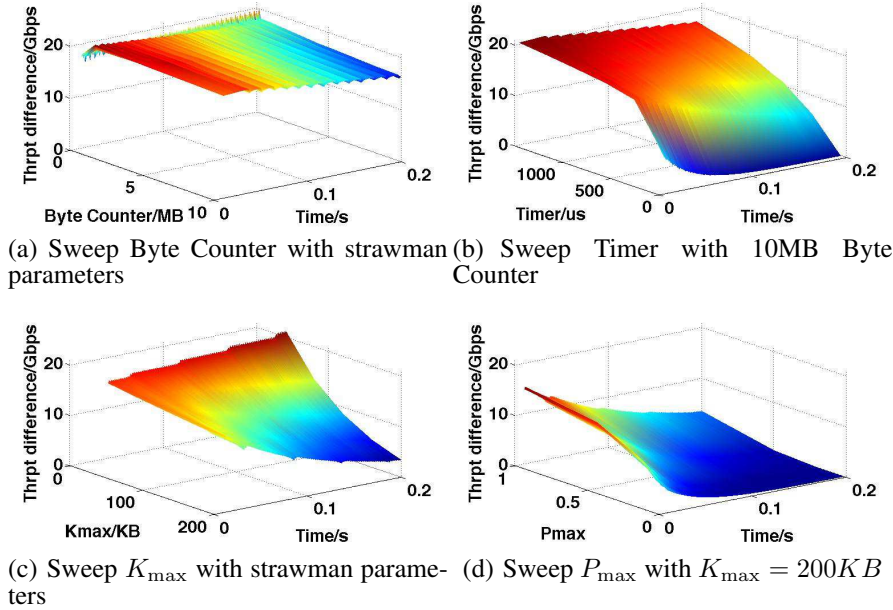 Thrpt difference/Gbps
20
10
0
0
5
10
Byte Counter/MB
0
0.1
0.2
Time/s
(a) Sweep Byte Counter with strawman parameters
Thrpt difference/Gbps
20
10
0
1000
500
0
Timer/us
0
0.1
0.2
Time/s
(b) Sweep Timer with 10MB Byte Counter
Thrpt difference/Gbps
20
10
0
0
100
200
Kmax/KB
0
0.1
0.2
Time/s
(c) Sweep K_max with strawman parame-
ters
Thrpt difference/Gbps
20
10
0
1
0.5
0
Pmax
0
0.1
0.2
Time/s
(d) Sweep P_max with K_max = 200KB